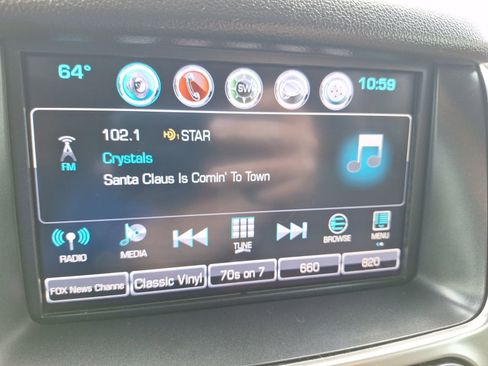 64°
SW
10:59
102.1 HD1 STAR
FM
Crystals
Santa Claus Is Comin' To Town
RADIO
MEDIA
TUNE
BROWSE
MENU
FOX News Channe
Classic Vinyl
70s on 7
660
820